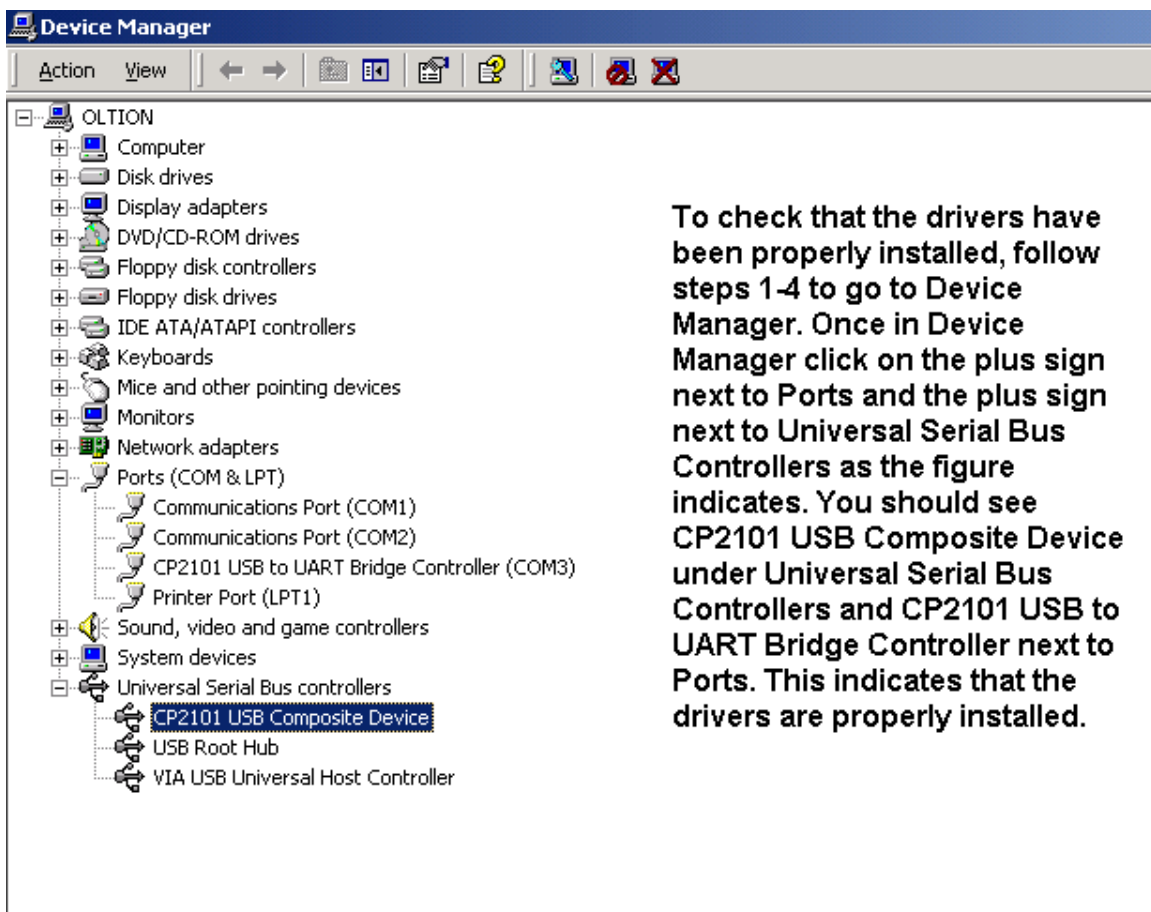 Device Manager
Action View
OLTION
Computer
Disk drives
Display adapters
DVD/CD-ROM drives
Floppy disk controllers
Floppy disk drives
IDE ATA/ATAPI controllers
Keyboards
Mice and other pointing devices
Monitors
Network adapters
Ports (COM & LPT)
Communications Port (COM1)
Communications Port (COM2)
CP2101 USB to UART Bridge Controller (COM3)
Printer Port (LPT1)
Sound, video and game controllers
System devices
Universal Serial Bus controllers
CP2101 USB Composite Device
USB Root Hub
VIA USB Universal Host Controller
To check that the drivers have
been properly installed, follow
steps 1-4 to go to Device
Manager. Once in Device
Manager click on the plus sign
next to Ports and the plus sign
next to Universal Serial Bus
Controllers as the figure
indicates. You should see
CP2101 USB Composite Device
under Universal Serial Bus
Controllers and CP2101 USB to
UART Bridge Controller next to
Ports. This indicates that the
drivers are properly installed.